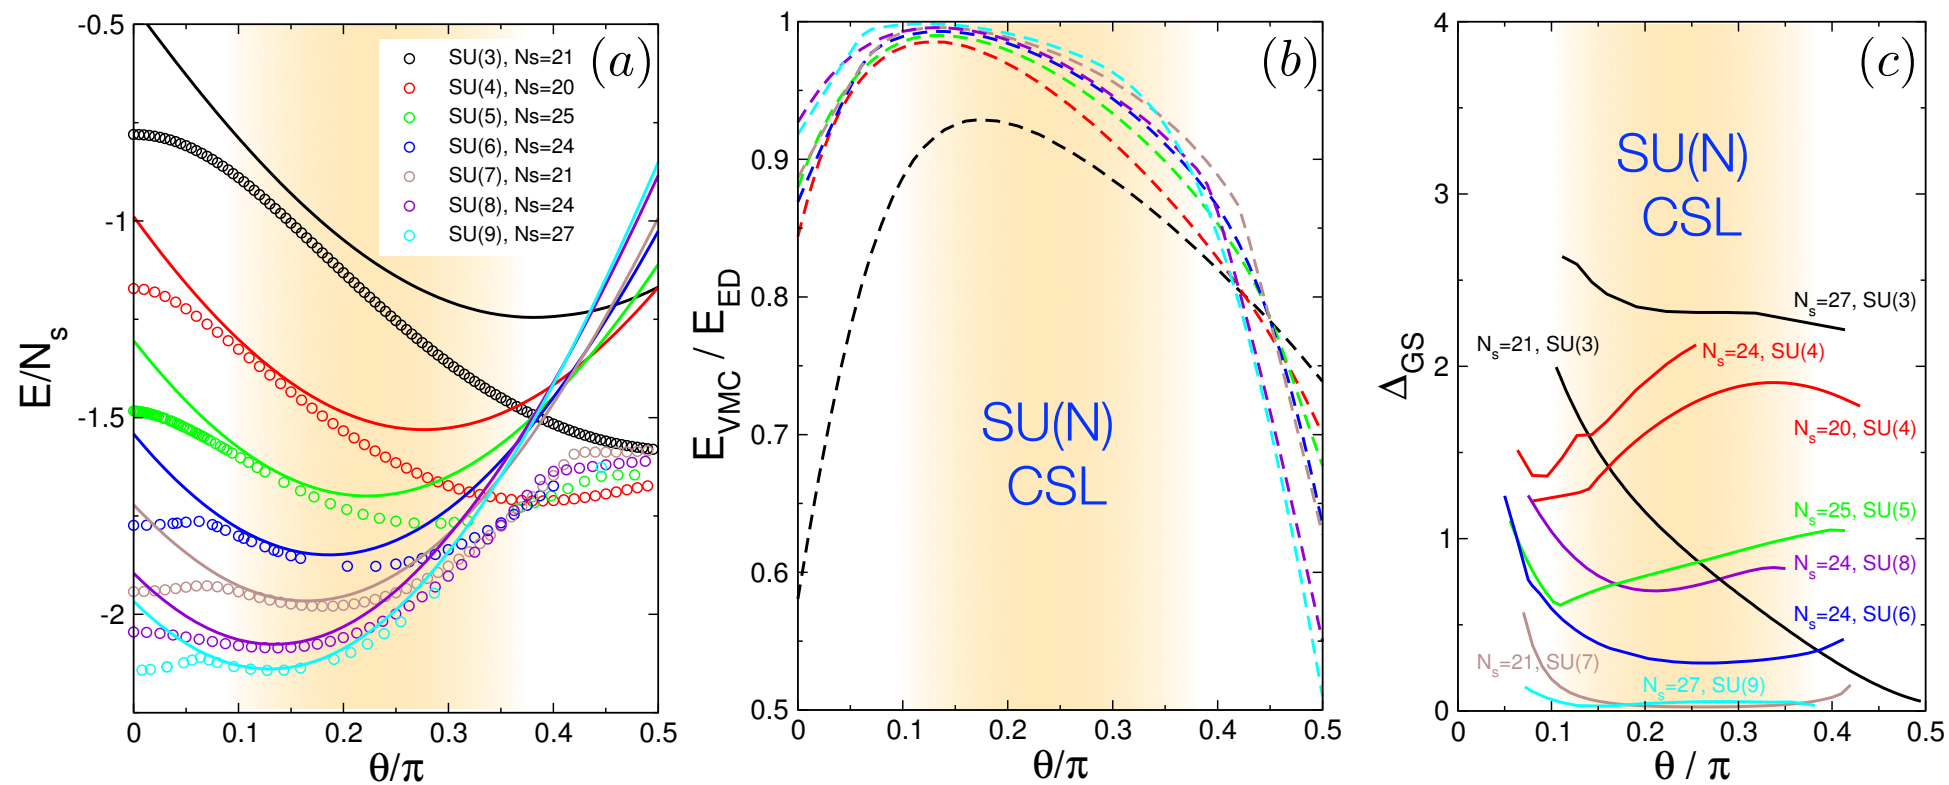 (a)
SU(3), Ns=21
SU(4), Ns=20
SU(5), Ns=25
SU(6), Ns=24
SU(7), Ns=21
SU(8), Ns=24
SU(9), Ns=27
E/Ns
-0.5
-1
-1.5
-2
0 0.1 0.2 0.3 0.4 0.5
θ/π
(b)
SU(N)
CSL
E_VMC / E_ED
1
0.9
0.8
0.7
0.6
0.5
0 0.1 0.2 0.3 0.4 0.5
θ/π
(c)
SU(N)
CSL
Δ_GS
4
3
2
1
0
N_s=27, SU(3)
N_s=21, SU(3)
N_s=24, SU(4)
N_s=20, SU(4)
N_s=25, SU(5)
N_s=24, SU(8)
N_s=24, SU(6)
N_s=21, SU(7)
N_s=27, SU(9)
0 0.1 0.2 0.3 0.4 0.5
θ / π